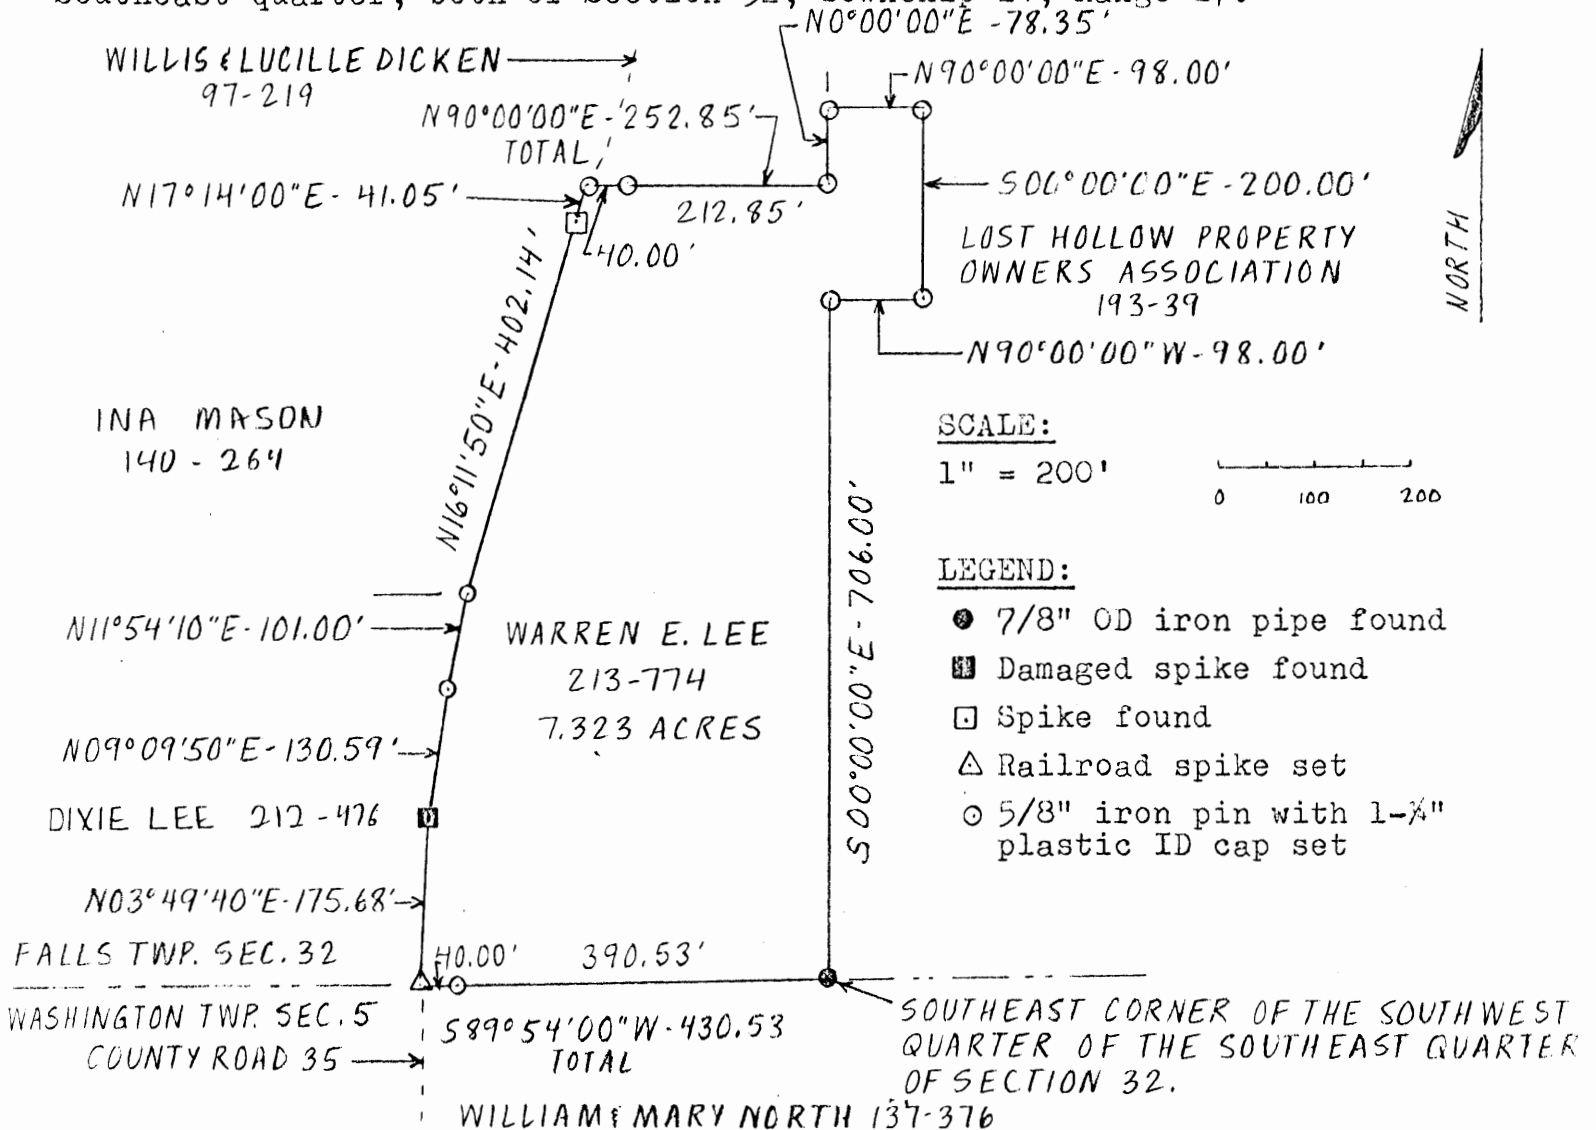 N0°00'00"E -78.35'
WILLIS & LUCILLE DICKEN
97-219
N90°00'00"E-98.00'
N90°00'00"E-252.85'
TOTAL
N17°14'00"E- 41.05'
212.85'
40.00'
S00°00'00"E-200.00'
LOST HOLLOW PROPERTY
OWNERS ASSOCIATION
193-39
NORTH
N90°00'00"W-98.00'
N16°11'50"E-402.14'
INA MASON
140-264
SCALE:
1" = 200'
0 100 200
S00°00'00"E-706.00'
LEGEND:
7/8" OD iron pipe found
Damaged spike found
Spike found
Railroad spike set
5/8" iron pin with 1-¼"
plastic ID cap set
N11°54'10"E-101.00'
WARREN E. LEE
213-774
7.323 ACRES
N09°09'50"E-130.59'
DIXIE LEE 212-476
N03°49'40"E-175.68'
FALLS TWP. SEC. 32
40.00' 390.53'
WASHINGTON TWP. SEC. 5
S89°54'00"W-430.53
TOTAL
COUNTY ROAD 35
SOUTHEAST CORNER OF THE SOUTHWEST
QUARTER OF THE SOUTHEAST QUARTER
OF SECTION 32.
WILLIAM & MARY NORTH 137-376